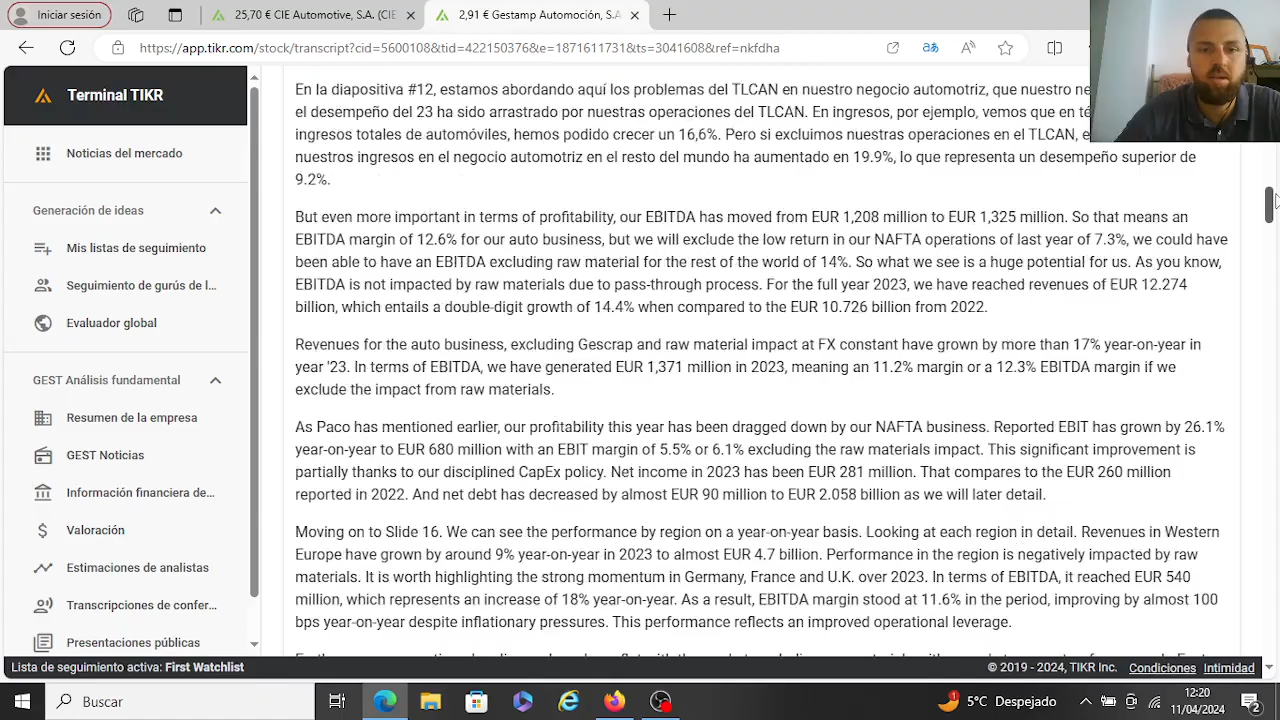 Iniciar sesión
25,70 € CIE Automotive, S.A. (CIE
2,91 € Gestamp Automoción, S.A
https://app.tikr.com/stock/transcript?cid=5600108&tid=422150376&e=1871611731&ts=3041608&ref=nkfdha
Terminal TIKR
Noticias del mercado
Generación de ideas
Mis listas de seguimiento
Seguimiento de gurús de l...
Evaluador global
GEST Análisis fundamental
Resumen de la empresa
GEST Noticias
Información financiera de...
Valoración
Estimaciones de analistas
Transcripciones de confer...
Presentaciones públicas
En la diapositiva #12, estamos abordando aquí los problemas del TLCAN en nuestro negocio automotriz, que nuestro ne
el desempeño del 23 ha sido arrastrado por nuestras operaciones del TLCAN. En ingresos, por ejemplo, vemos que en té
ingresos totales de automóviles, hemos podido crecer un 16,6%. Pero si excluimos nuestras operaciones en el TLCAN, e
nuestros ingresos en el negocio automotriz en el resto del mundo ha aumentado en 19.9%, lo que representa un desempeño superior de
9.2%.
But even more important in terms of profitability, our EBITDA has moved from EUR 1,208 million to EUR 1,325 million. So that means an
EBITDA margin of 12.6% for our auto business, but we will exclude the low return in our NAFTA operations of last year of 7.3%, we could have
been able to have an EBITDA excluding raw material for the rest of the world of 14%. So what we see is a huge potential for us. As you know,
EBITDA is not impacted by raw materials due to pass-through process. For the full year 2023, we have reached revenues of EUR 12.274
billion, which entails a double-digit growth of 14.4% when compared to the EUR 10.726 billion from 2022.
Revenues for the auto business, excluding Gescrap and raw material impact at FX constant have grown by more than 17% year-on-year in
year '23. In terms of EBITDA, we have generated EUR 1,371 million in 2023, meaning an 11.2% margin or a 12.3% EBITDA margin if we
exclude the impact from raw materials.
As Paco has mentioned earlier, our profitability this year has been dragged down by our NAFTA business. Reported EBIT has grown by 26.1%
year-on-year to EUR 680 million with an EBIT margin of 5.5% or 6.1% excluding the raw materials impact. This significant improvement is
partially thanks to our disciplined CapEx policy. Net income in 2023 has been EUR 281 million. That compares to the EUR 260 million
reported in 2022. And net debt has decreased by almost EUR 90 million to EUR 2.058 billion as we will later detail.
Moving on to Slide 16. We can see the performance by region on a year-on-year basis. Looking at each region in detail. Revenues in Western
Europe have grown by around 9% year-on-year in 2023 to almost EUR 4.7 billion. Performance in the region is negatively impacted by raw
materials. It is worth highlighting the strong momentum in Germany, France and U.K. over 2023. In terms of EBITDA, it reached EUR 540
million, which represents an increase of 18% year-on-year. As a result, EBITDA margin stood at 11.6% in the period, improving by almost 100
bps year-on-year despite inflationary pressures. This performance reflects an improved operational leverage.
Lista de seguimiento activa: First Watchlist
© 2019 - 2024, TIKR Inc. Condiciones Intimidad
Buscar
1
5°C Despejado
12:20
11/04/2024
2